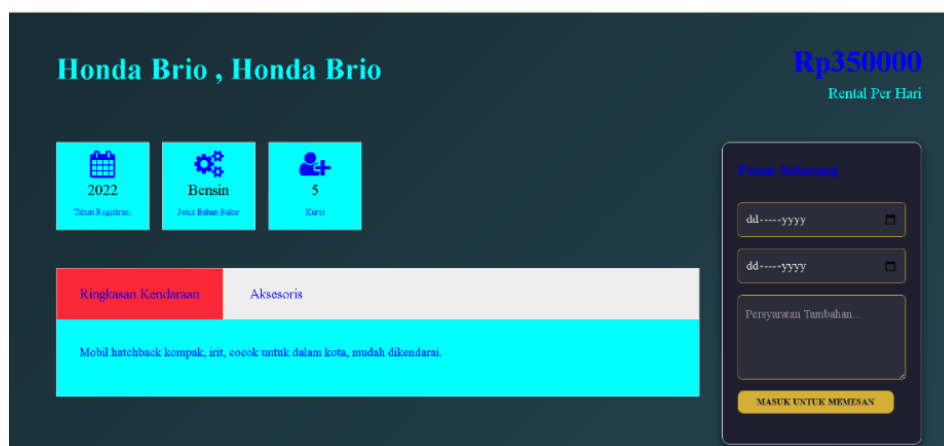 Honda Brio , Honda Brio
Rp350000
Rental Per Hari
2022
Tahun Registrasi
Bensin
Jenis Bahan Bakar
5
Kursi
Pesan Sekarang
dd-----yyyy
dd-----yyyy
Persyaratan Tambahan...
MASUK UNTUK MEMESAN
Ringkasan Kendaraan
Aksesoris
Mobil hatchback kompak, irit, cocok untuk dalam kota, mudah dikendarai.